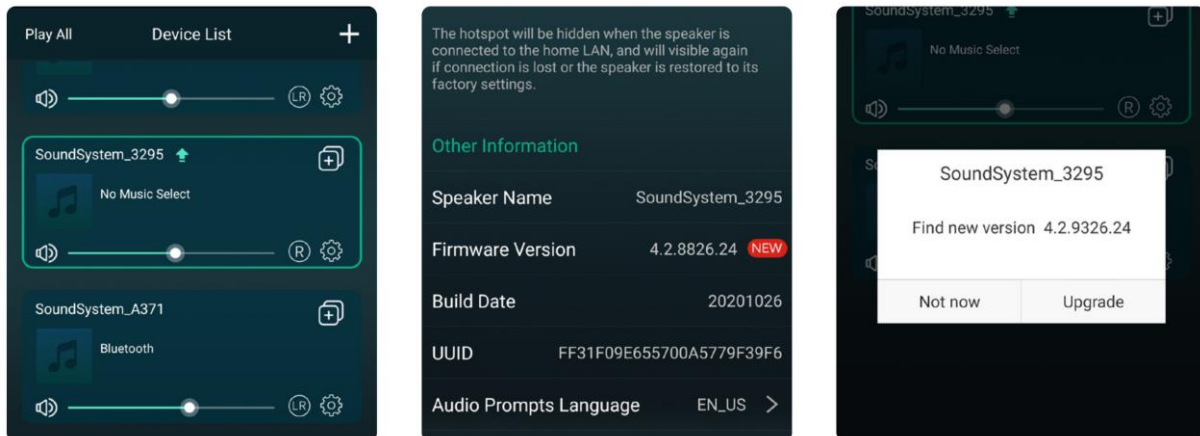 Play All
Device List
LR
SoundSystem_3295
No Music Select
R
SoundSystem_A371
Bluetooth
LR
The hotspot will be hidden when the speaker is
connected to the home LAN, and will visible again
if connection is lost or the speaker is restored to its
factory settings.
Other Information
Speaker Name SoundSystem_3295
Firmware Version 4.2.8826.24 NEW
Build Date 20201026
UUID FF31F09E655700A5779F39F6
Audio Prompts Language EN_US >
SoundSystem_3295
No Music Select
R
SoundSystem_3295
Find new version 4.2.9326.24
Not now
Upgrade